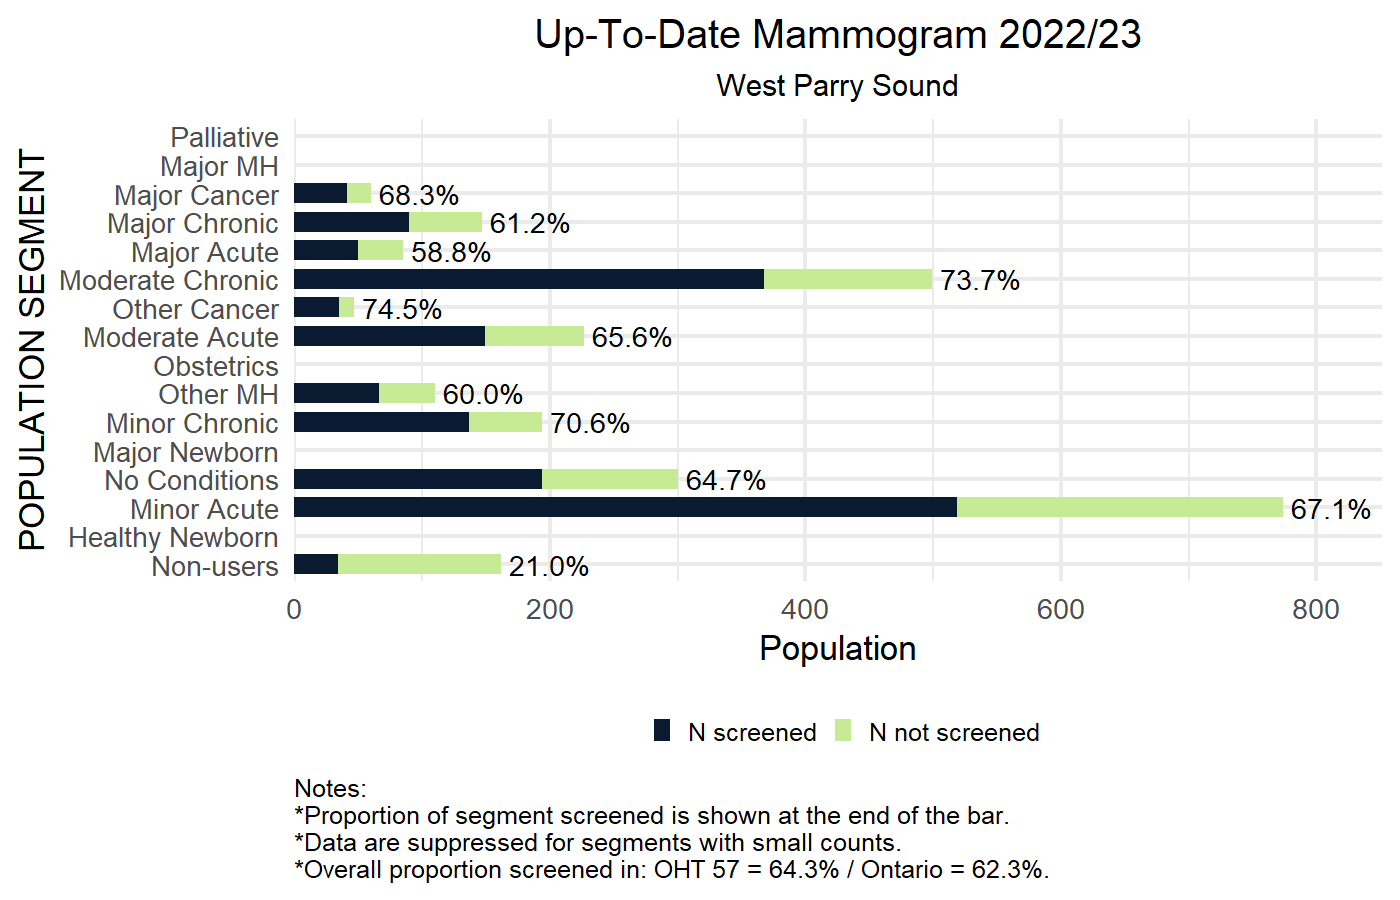 Up-To-Date Mammogram 2022/23
West Parry Sound
POPULATION SEGMENT
Palliative
Major MH
Major Cancer 68.3%
Major Chronic 61.2%
Major Acute 58.8%
Moderate Chronic 73.7%
Other Cancer 74.5%
Moderate Acute 65.6%
Obstetrics
Other MH 60.0%
Minor Chronic 70.6%
Major Newborn
No Conditions 64.7%
Minor Acute 67.1%
Healthy Newborn
Non-users 21.0%
0 200 400 600 800
Population
N screened N not screened
Notes:
*Proportion of segment screened is shown at the end of the bar.
*Data are suppressed for segments with small counts.
*Overall proportion screened in: OHT 57 = 64.3% / Ontario = 62.3%.